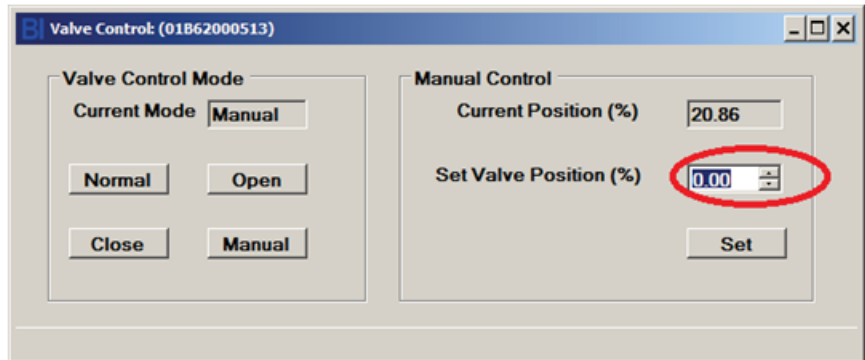 BI Valve Control: (01B62000513)
Valve Control Mode
Current Mode Manual
Normal Open
Close Manual
Manual Control
Current Position (%) 20.86
Set Valve Position (%) 0.00
Set